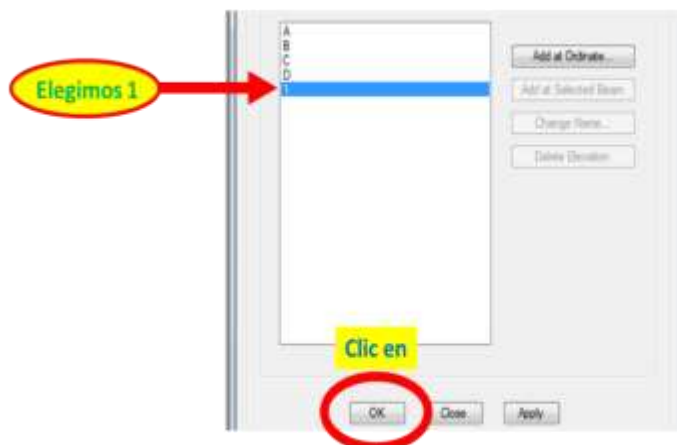 A
B
C
D
1
Elegimos 1
Add at Ordinate...
Add at Selected Beam
Change Name...
Delete Elevation
Clic en
OK
Close
Apply